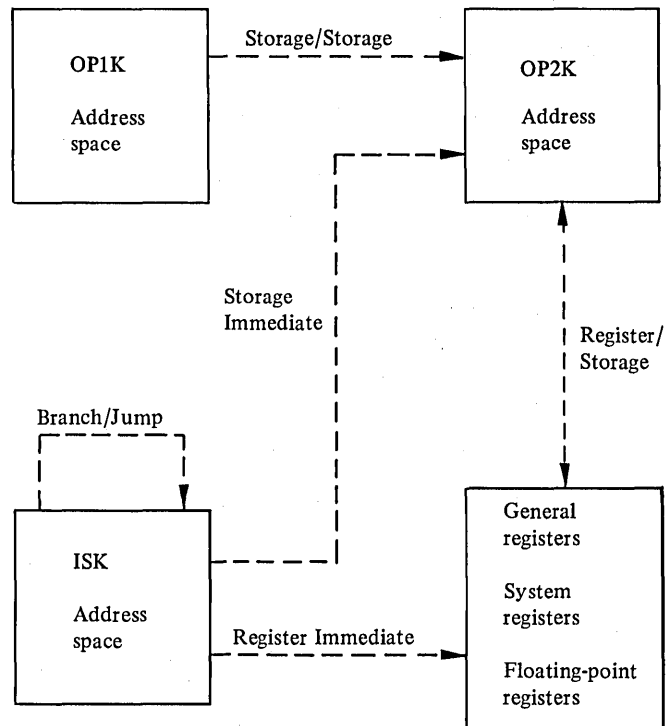 Storage/Storage
OP1K
Address
space
OP2K
Address
space
Storage
Immediate
Register/
Storage
Branch/Jump
ISK
Address
space
Register Immediate
General
registers
System
registers
Floating-point
registers